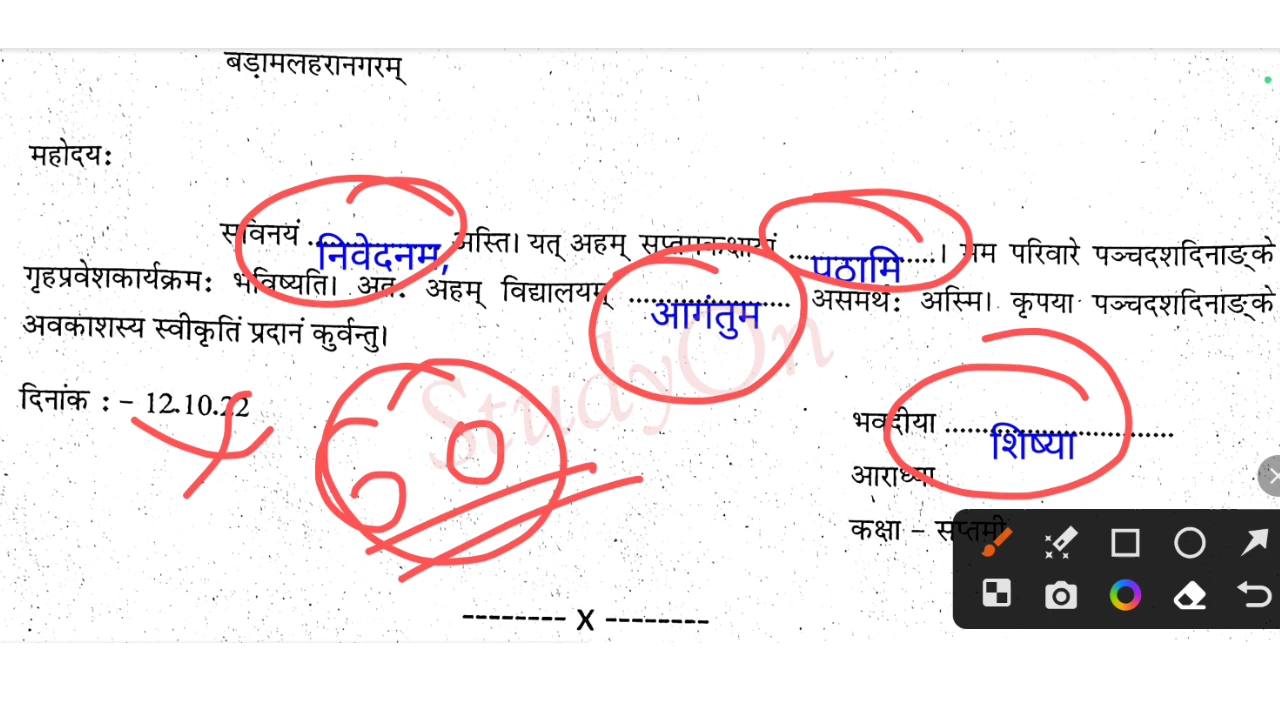 बड़ामलहरानगरम्
महोदय:
सविनयं .................. अस्ति। यत् अहम् सप्तमकक्षायां ....................। मम परिवारे पञ्चदशदिनाङ्के
निवेदनम, पठामि
गृहप्रवेशकार्यक्रम: भविष्यति। अत: अहम् विद्यालयम् ...................... असमर्थ: अस्मि। कृपया पञ्चदशदिनाङ्के
आगंतुम
अवकाशस्य स्वीकृतिं प्रदानं कुर्वन्तु।
StudyOn
दिनांक : – 12.10.22
भवदीया ...............................
शिष्या
आराध्या
कक्षा – सप्तमी
-------- X --------